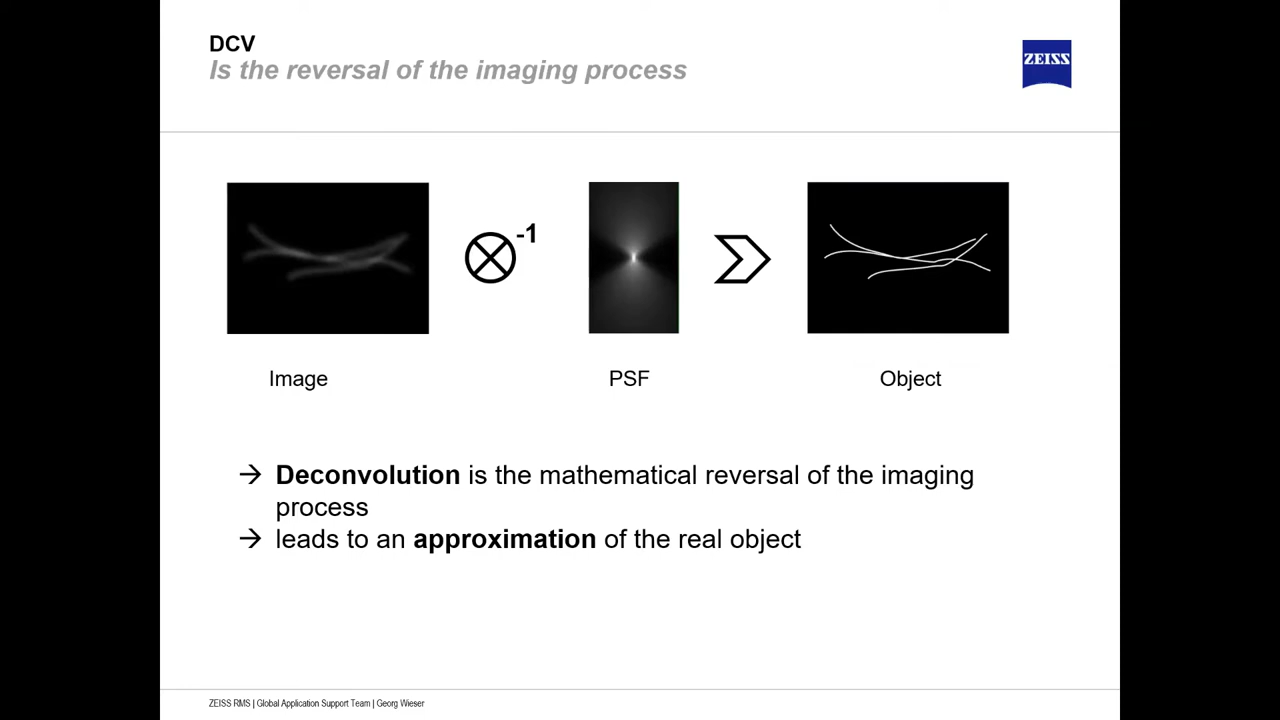 DCV
Is the reversal of the imaging process
ZEISS
-1
Image
PSF
Object
→ Deconvolution is the mathematical reversal of the imaging
process
→ leads to an approximation of the real object
ZEISS RMS | Global Application Support Team | Georg Wieser